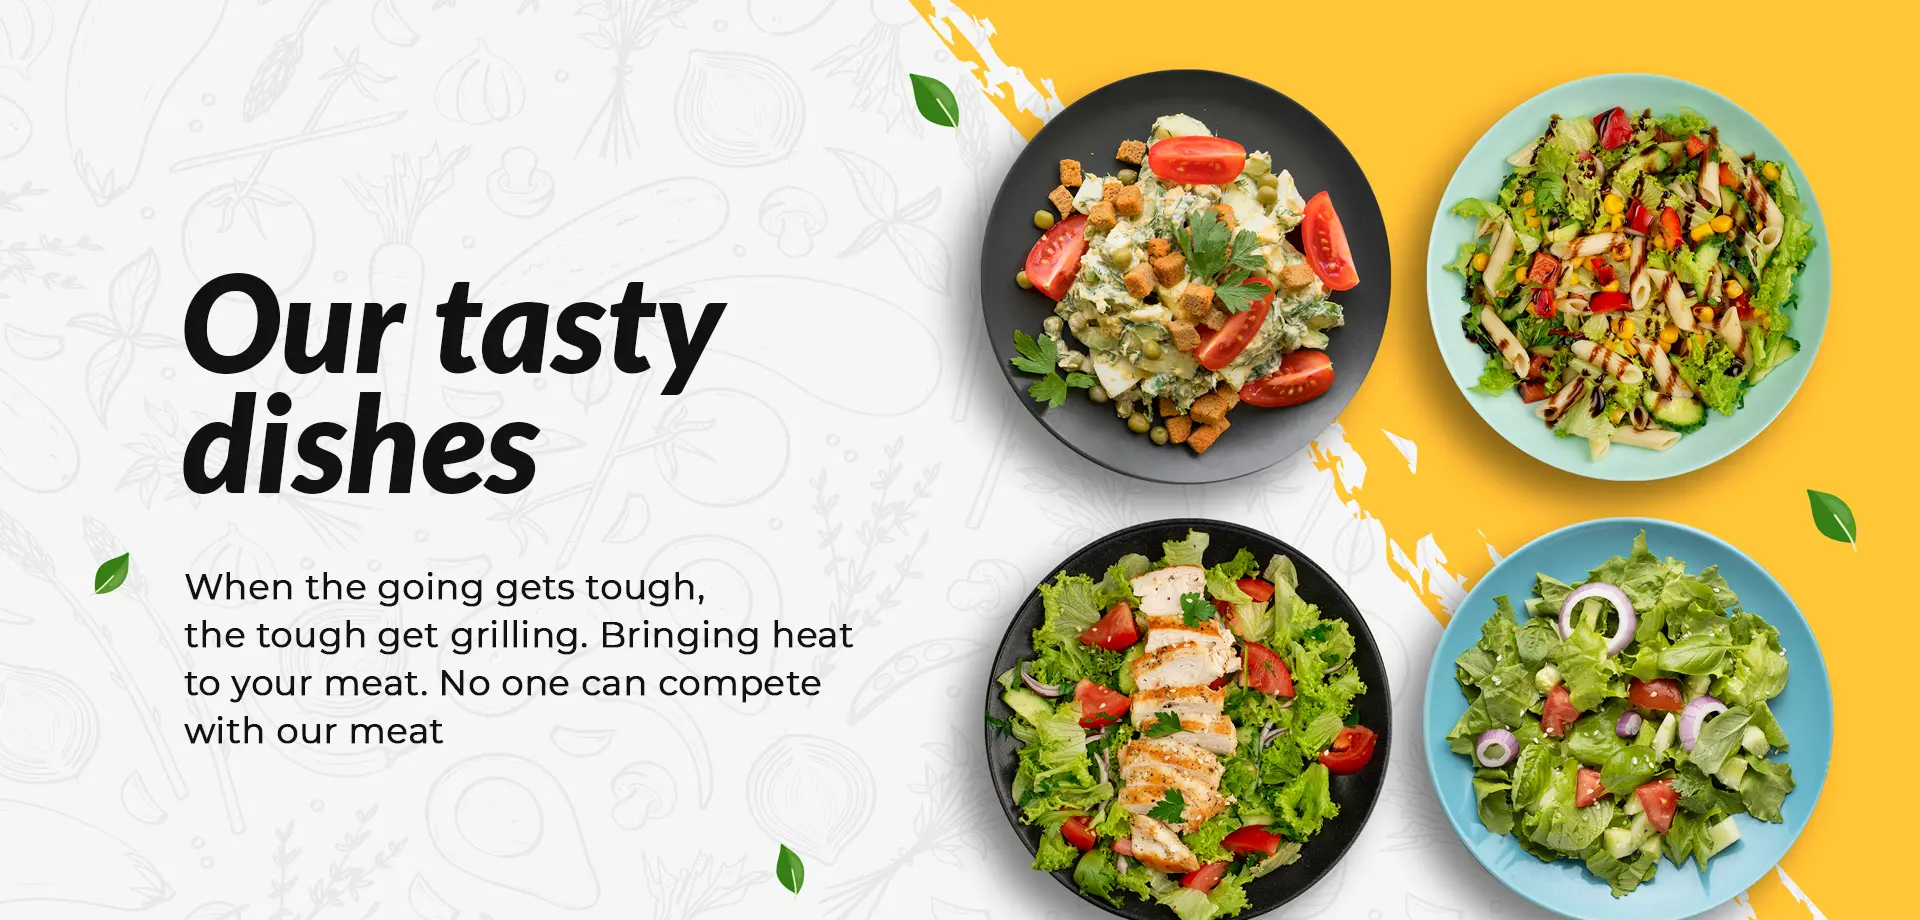 Our tasty
dishes
When the going gets tough,
the tough get grilling. Bringing heat
to your meat. No one can compete
with our meat